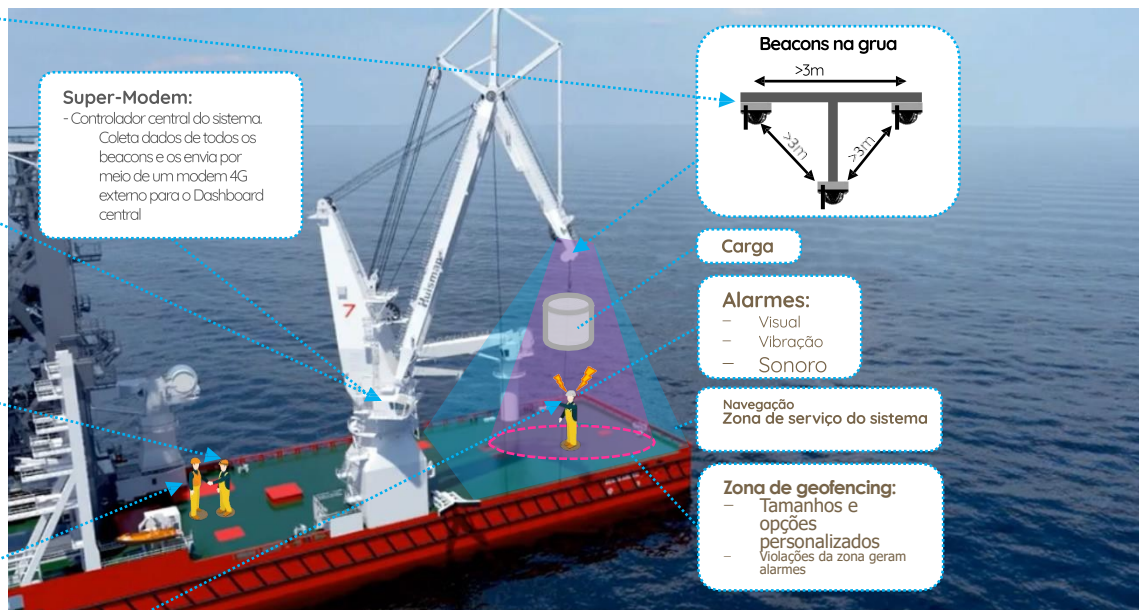 Beacons na grua
>3m
>3m
>3m
Super-Modem:
- Controlador central do sistema.
Coleta dados de todos os
beacons e os envia por
meio de um modem 4G
externo para o Dashboard
central
Carga
Alarmes:
– Visual
– Vibração
– Sonoro
Navegação
Zona de serviço do sistema
Zona de geofencing:
– Tamanhos e
opções
personalizados
– Violações da zona geram
alarmes
Huisman
7